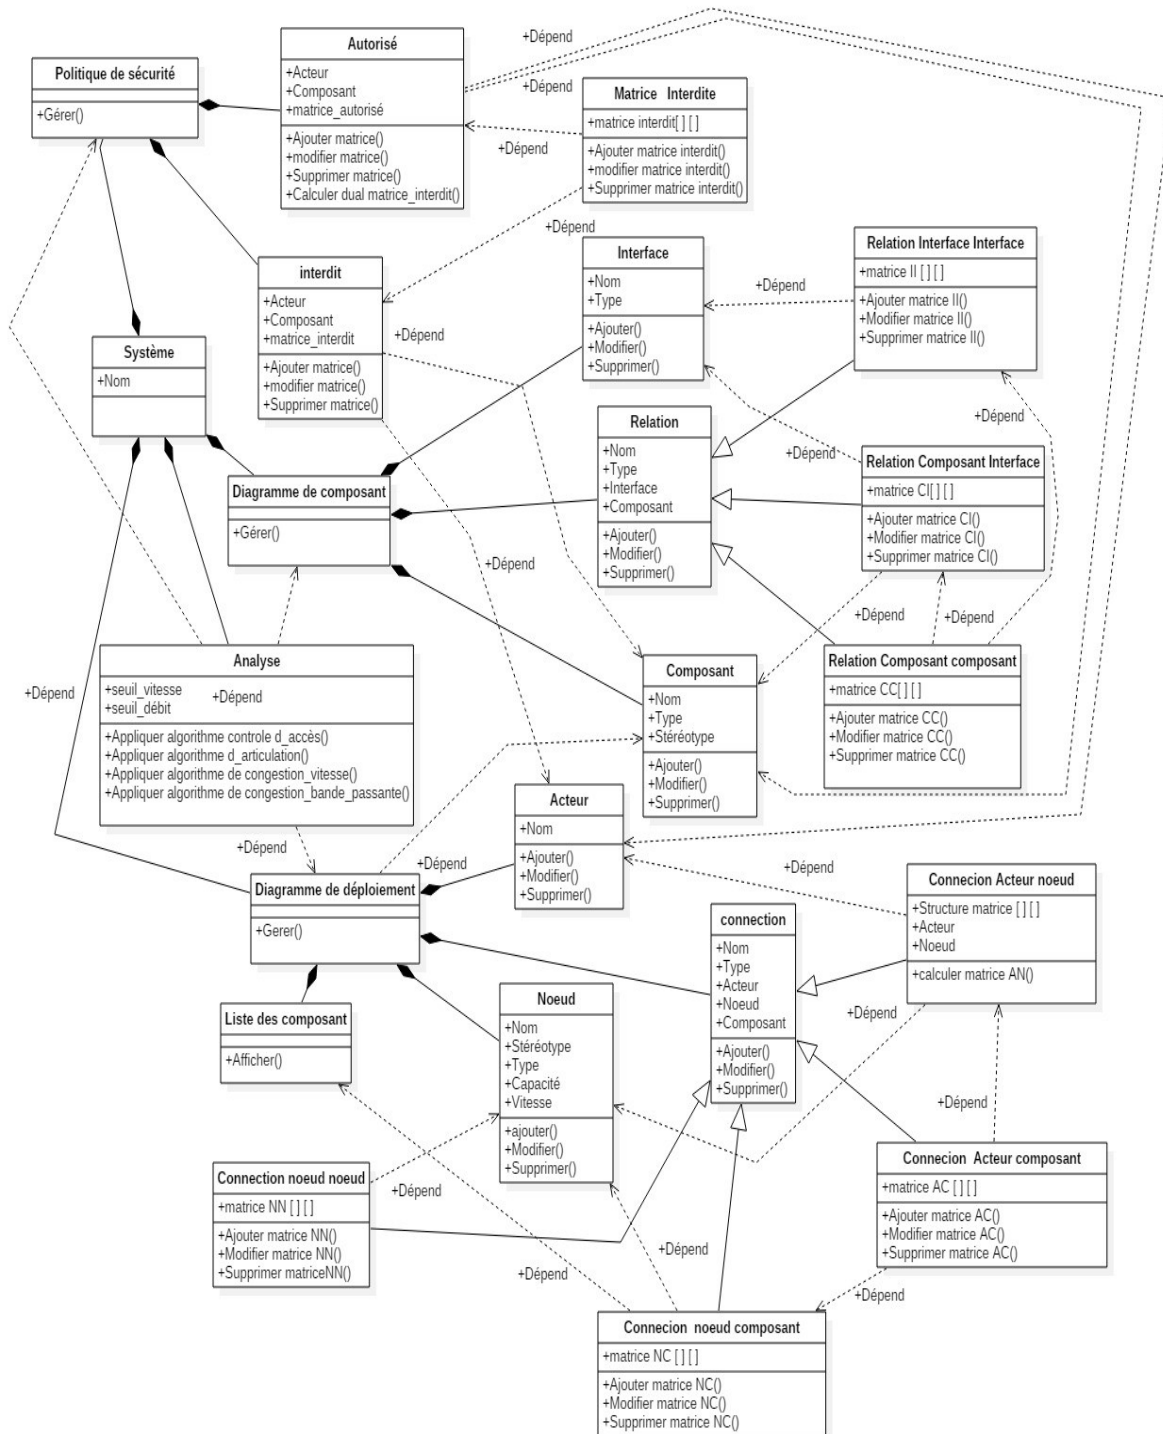 Politique de sécurité
+Gérer()
Autorisé
+Acteur
+Composant
+matrice_autorisé
+Ajouter matrice()
+modifier matrice()
+Supprimer matrice()
+Calculer dual matrice_interdit()
+Dépend
+Dépend
+Dépend
Matrice Interdite
+matrice interdit[ ] [ ]
+Ajouter matrice interdit()
+modifier matrice interdit()
+Supprimer matrice interdit()
+Dépend
interdit
+Acteur
+Composant
+matrice_interdit
+Ajouter matrice()
+modifier matrice()
+Supprimer matrice()
+Dépend
Interface
+Nom
+Type
+Ajouter()
+Modifier()
+Supprimer()
+Dépend
Relation Interface Interface
+matrice II [ ] [ ]
+Ajouter matrice II()
+Modifier matrice II()
+Supprimer matrice II()
Système
+Nom
Relation
+Nom
+Type
+Interface
+Composant
+Ajouter()
+Modifier()
+Supprimer()
+Dépend
+Dépend
Relation Composant Interface
+matrice CI[ ] [ ]
+Ajouter matrice CI()
+Modifier matrice CI()
+Supprimer matrice CI()
Diagramme de composant
+Gérer()
+Dépend
+Dépend
+Dépend
Analyse
+seuil_vitesse
+seuil_débit
+Appliquer algorithme controle d_accès()
+Appliquer algorithme d_articulation()
+Appliquer algorithme de congestion_vitesse()
+Appliquer algorithme de congestion_bande_passante()
+Dépend
+Dépend
Composant
+Nom
+Type
+Stéréotype
+Ajouter()
+Modifier()
+Supprimer()
Relation Composant composant
+matrice CC[ ] [ ]
+Ajouter matrice CC()
+Modifier matrice CC()
+Supprimer matrice CC()
Acteur
+Nom
+Ajouter()
+Modifier()
+Supprimer()
+Dépend
+Dépend
+Dépend
Diagramme de déploiement
+Gerer()
Connecion Acteur noeud
+Structure matrice [ ] [ ]
+Acteur
+Noeud
+calculer matrice AN()
connection
+Nom
+Type
+Acteur
+Noeud
+Composant
+Ajouter()
+Modifier()
+Supprimer()
Liste des composant
+Afficher()
Noeud
+Nom
+Stéréotype
+Type
+Capacité
+Vitesse
+ajouter()
+Modifier()
+Supprimer()
+Dépend
+Dépend
Connection noeud noeud
+matrice NN [ ] [ ]
+Ajouter matrice NN()
+Modifier matrice NN()
+Supprimer matriceNN()
+Dépend
Connecion Acteur composant
+matrice AC [ ] [ ]
+Ajouter matrice AC()
+Modifier matrice AC()
+Supprimer matrice AC()
+Dépend
+Dépend
+Dépend
Connecion noeud composant
+matrice NC [ ] [ ]
+Ajouter matrice NC()
+Modifier matrice NC()
+Supprimer matrice NC()